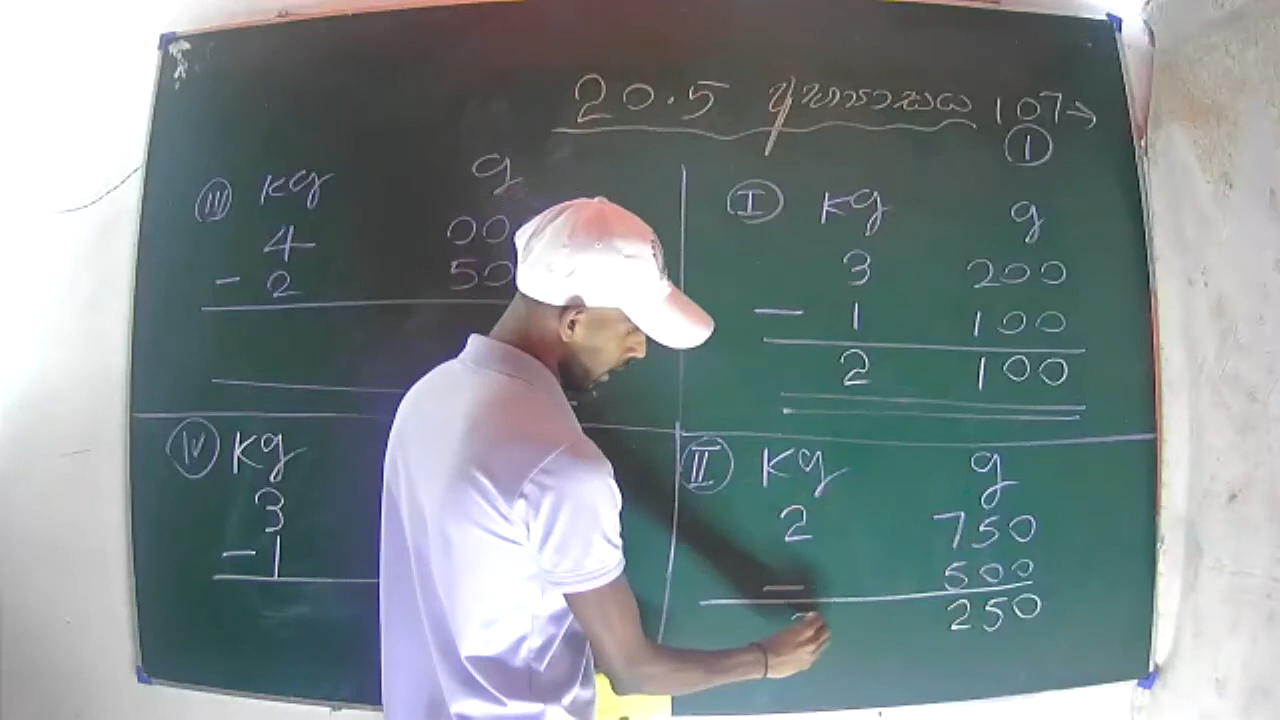 20.5 අභ්‍යාසය 107→
①
Ⅰ kg g
3 200
− 1 100
2 100
Ⅱ kg g
2 750
− 500
250
Ⅲ kg g
4 00
− 2 50
Ⅳ kg
3
− 1